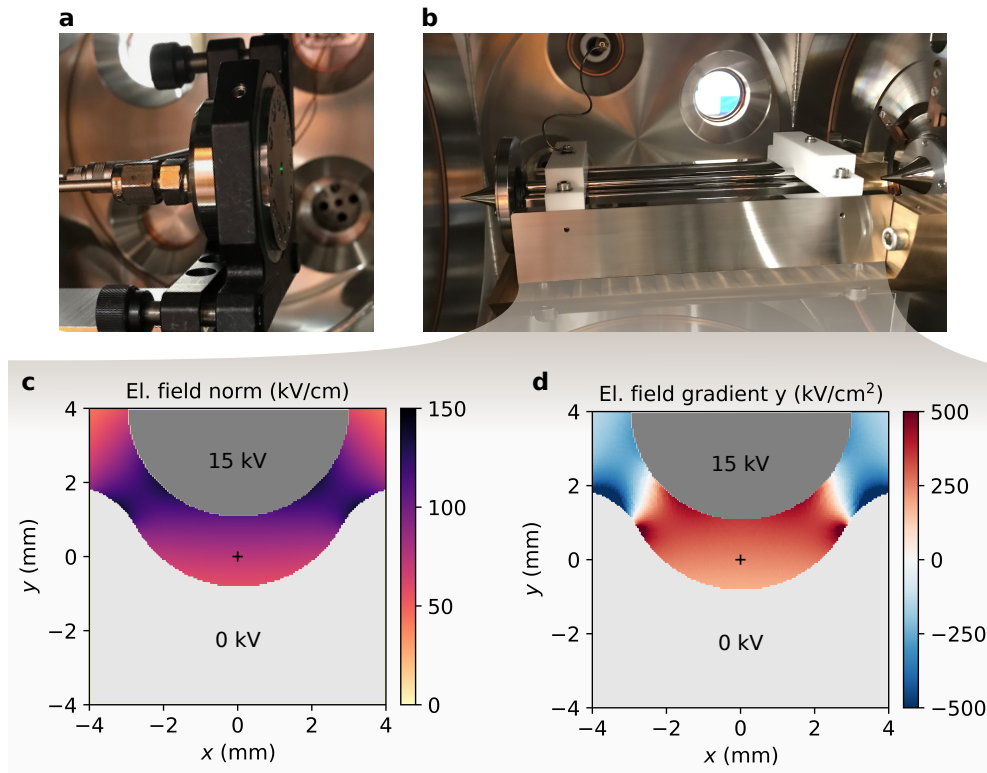 a
b
c
El. field norm (kV/cm)
4
2
0
−2
−4
y (mm)
15 kV
+
0 kV
−4
−2
0
2
4
x (mm)
150
100
50
0
d
El. field gradient y (kV/cm²)
4
2
0
−2
−4
y (mm)
15 kV
+
0 kV
−4
−2
0
2
4
x (mm)
500
250
0
−250
−500